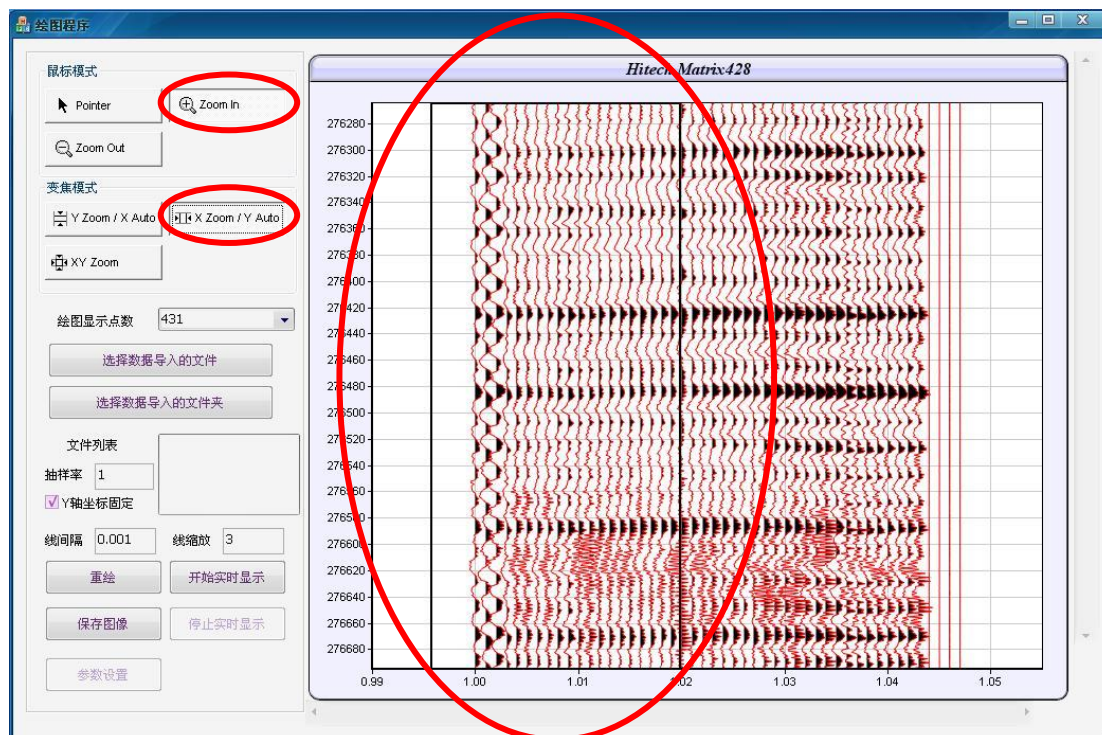 绘图程序
鼠标模式
Pointer
Zoom In
Zoom Out
变焦模式
Y Zoom / X Auto
X Zoom / Y Auto
XY Zoom
绘图显示点数 431
选择数据导入的文件
选择数据导入的文件夹
文件列表
抽样率 1
Y轴坐标固定
线间隔 0.001 线缩放 3
重绘 开始实时显示
保存图像 停止实时显示
参数设置
Hitech Matrix428
276280
276300
276320
276340
276360
276380
276400
276420
276440
276460
276480
276500
276520
276540
276560
276580
276600
276620
276640
276660
276680
0.99 1.00 1.01 1.02 1.03 1.04 1.05